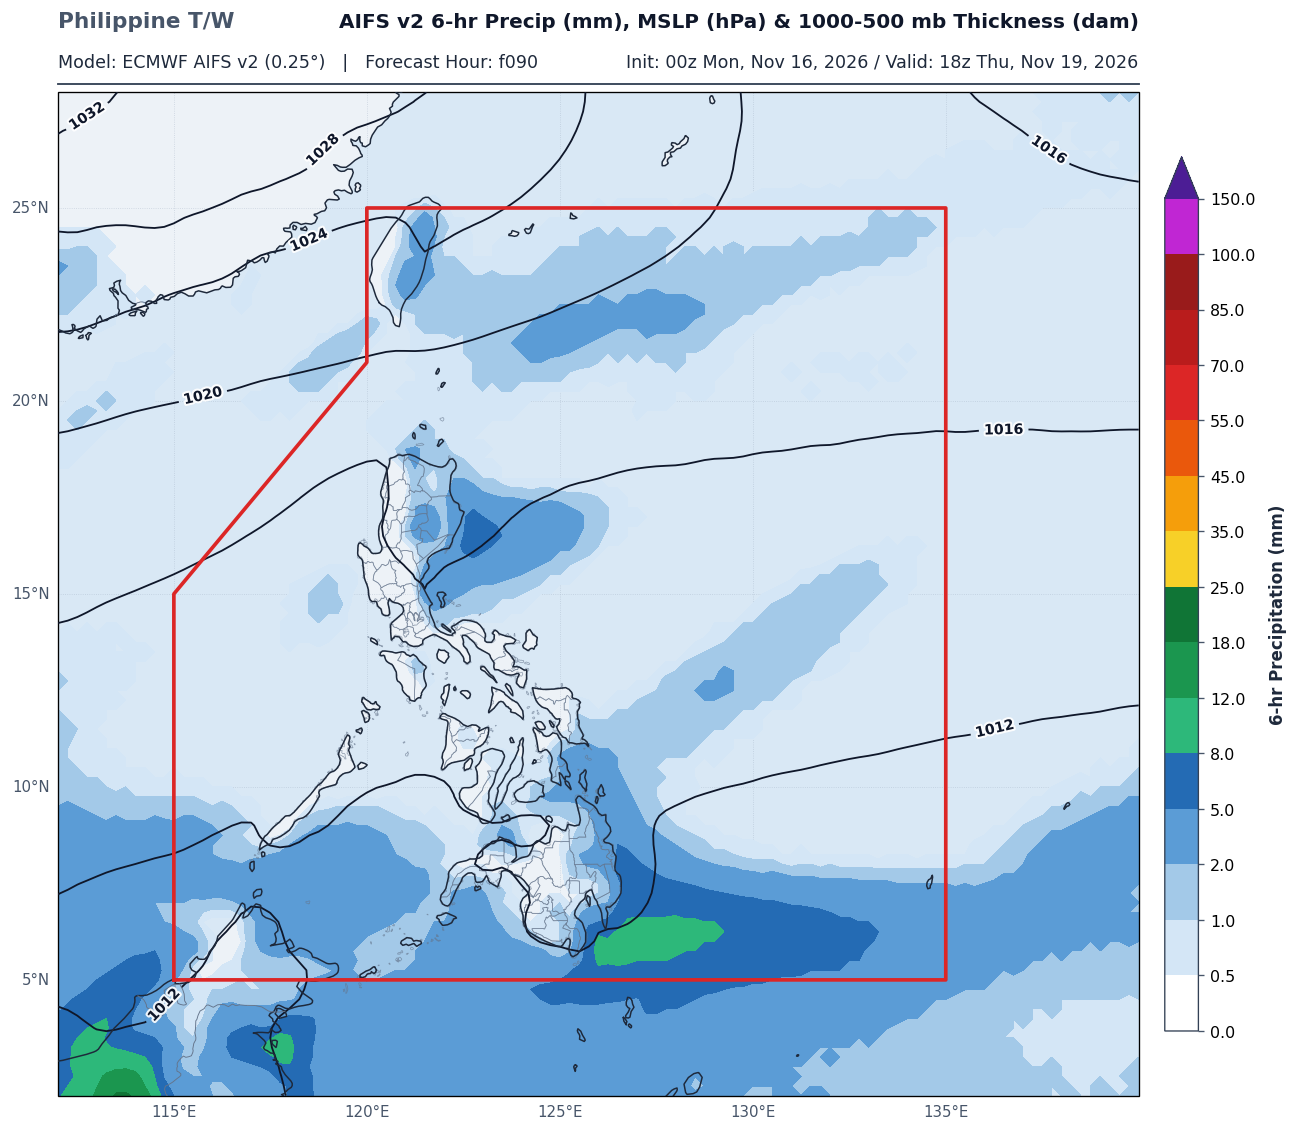 Philippine T/W
AIFS v2 6-hr Precip (mm), MSLP (hPa) & 1000-500 mb Thickness (dam)
Model: ECMWF AIFS v2 (0.25°)   |   Forecast Hour: f090
Init: 00z Mon, Nov 16, 2026 / Valid: 18z Thu, Nov 19, 2026
1032
1028
1016
1024
1020
1016
1012
1012
25°N
20°N
15°N
10°N
5°N
115°E
120°E
125°E
130°E
135°E
150.0
100.0
85.0
70.0
55.0
45.0
35.0
25.0
18.0
12.0
8.0
5.0
2.0
1.0
0.5
0.0
6-hr Precipitation (mm)